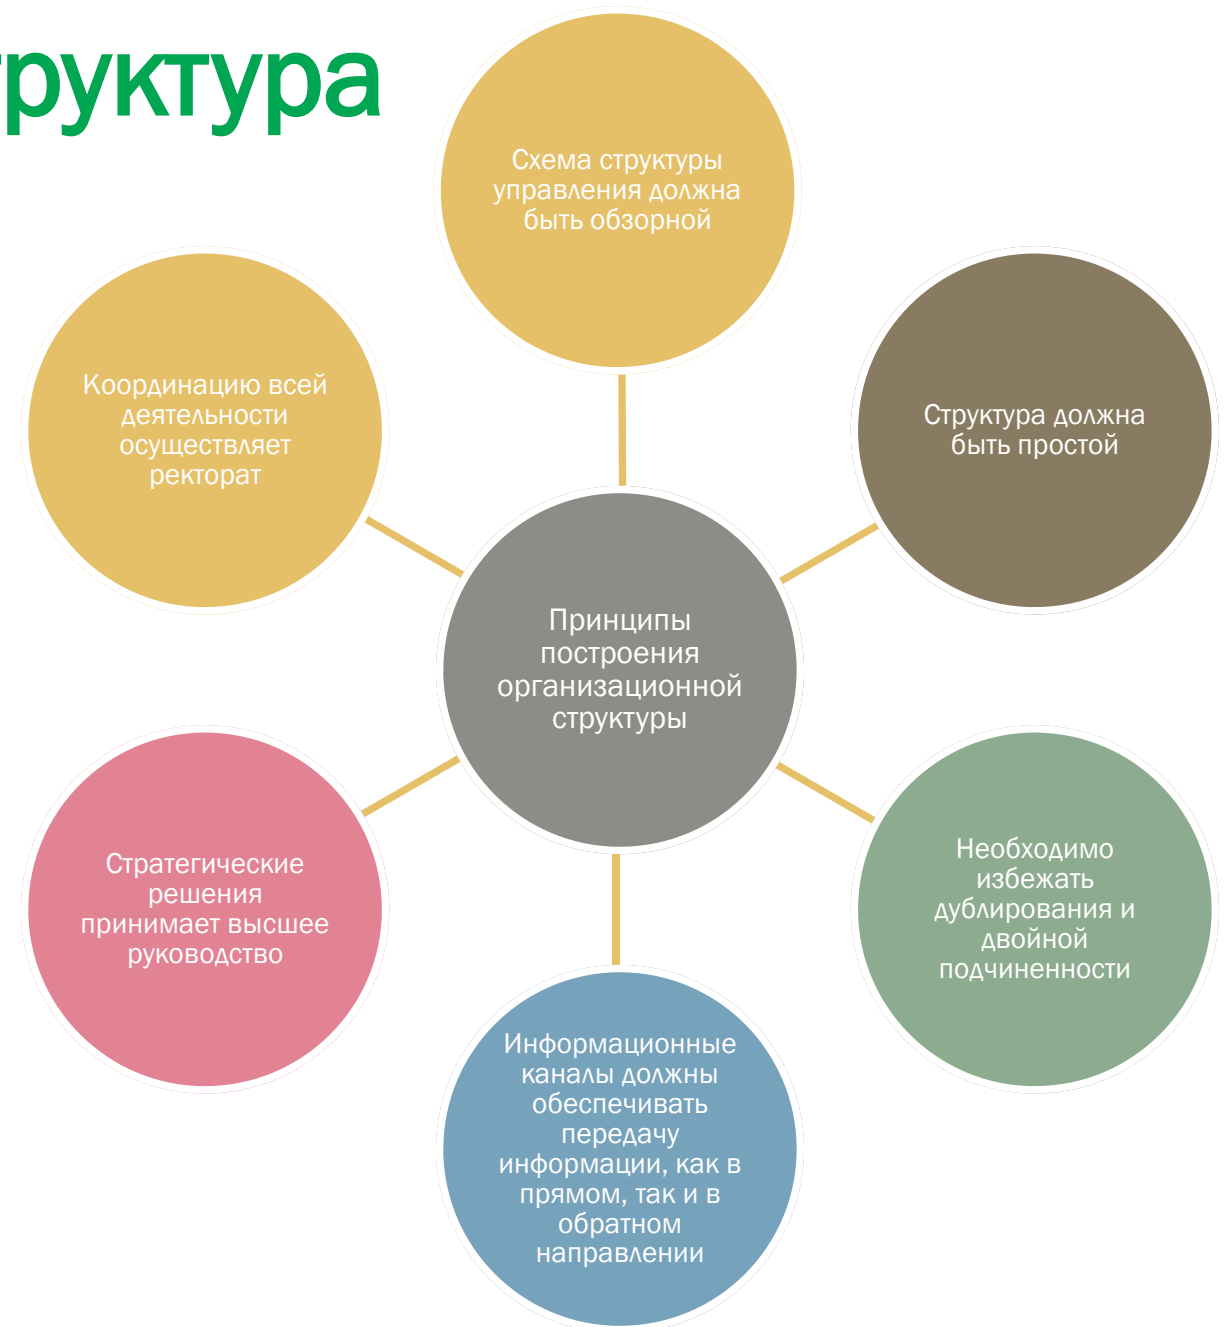 труктура
Схема структуры
управления должна
быть обзорной
Структура должна
быть простой
Необходимо
избежать
дублирования и
двойной
подчиненности
Информационные
каналы должны
обеспечивать
передачу
информации, как в
прямом, так и в
обратном
направлении
Стратегические
решения
принимает высшее
руководство
Координацию всей
деятельности
осуществляет
ректорат
Принципы
построения
организационной
структуры